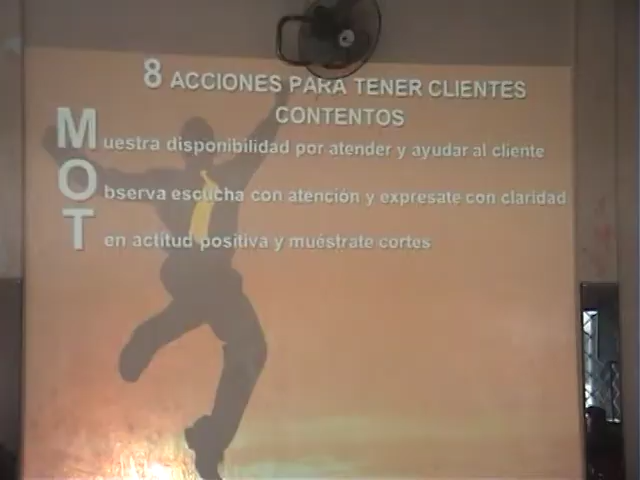 8 ACCIONES PARA TENER CLIENTES
CONTENTOS
Muestra disponibilidad por atender y ayudar al cliente
Observa escucha con atención y expresate con claridad
Ten actitud positiva y muéstrate cortes